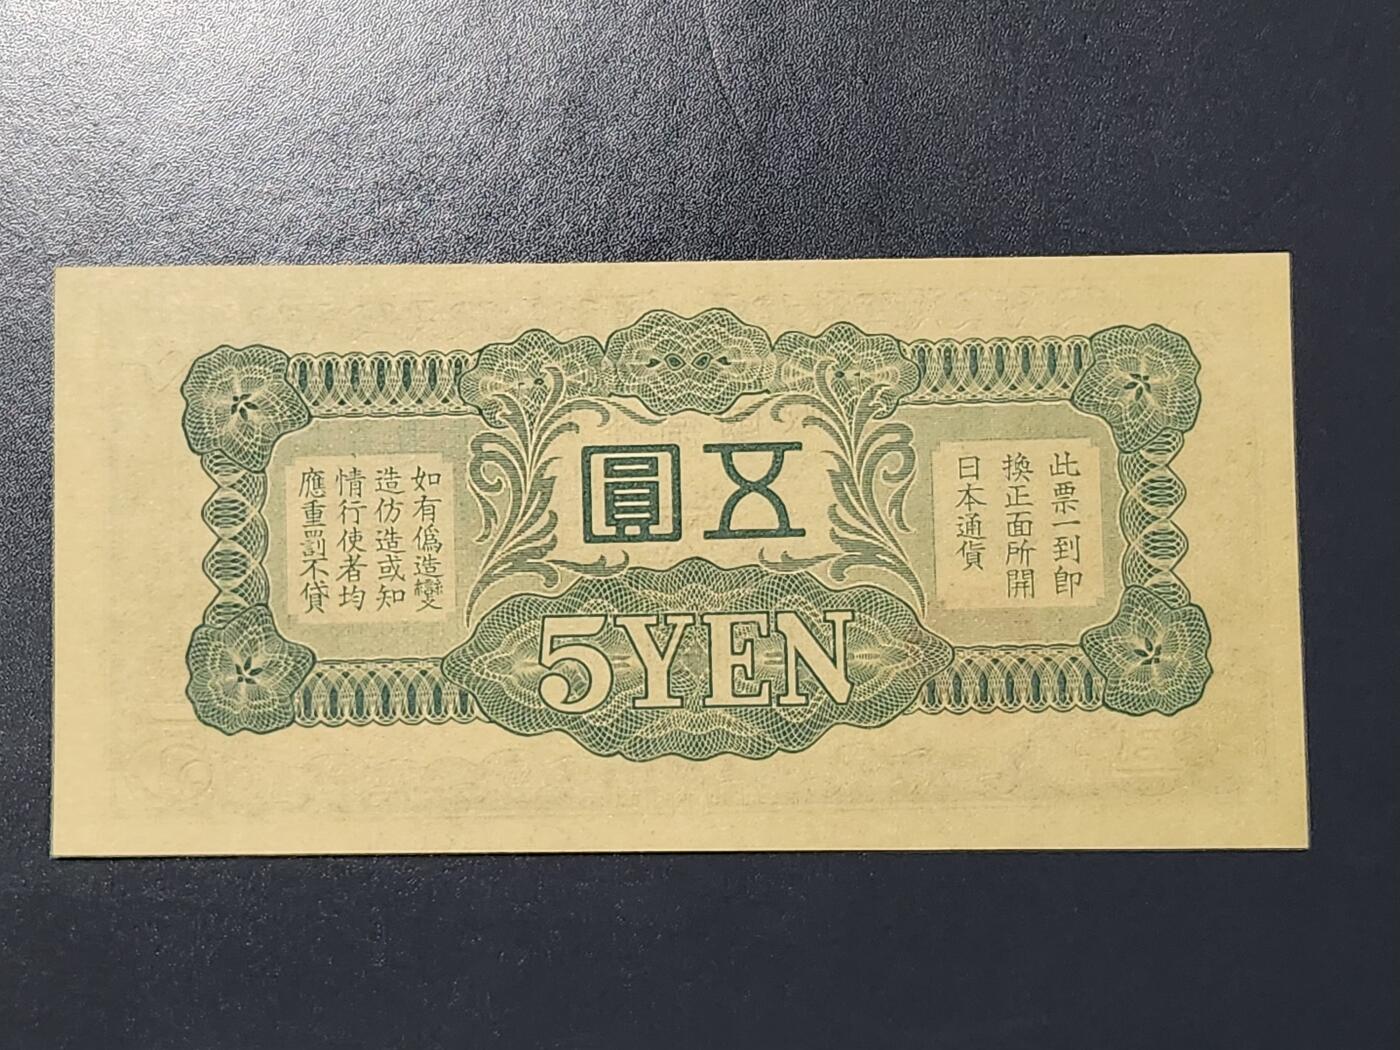 五圓
此票一到卽
換正面所開
日本通貨
如有僞造變
造仿造或知
情行使者均
應重罰不貸
5YEN